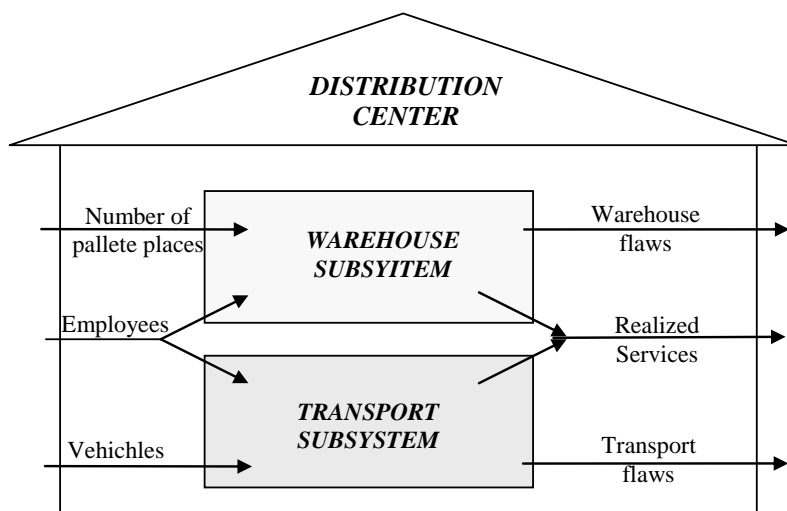 DISTRIBUTION
CENTER
Number of
pallete places
WAREHOUSE
SUBSYITEM
Warehouse
flaws
Employees
Realized
Services
TRANSPORT
SUBSYSTEM
Vehichles
Transport
flaws